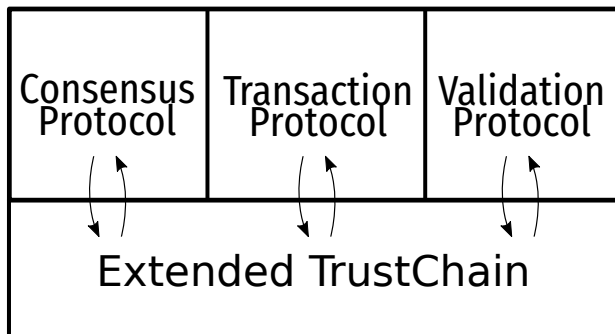 Consensus
Protocol
Transaction
Protocol
Validation
Protocol
Extended TrustChain